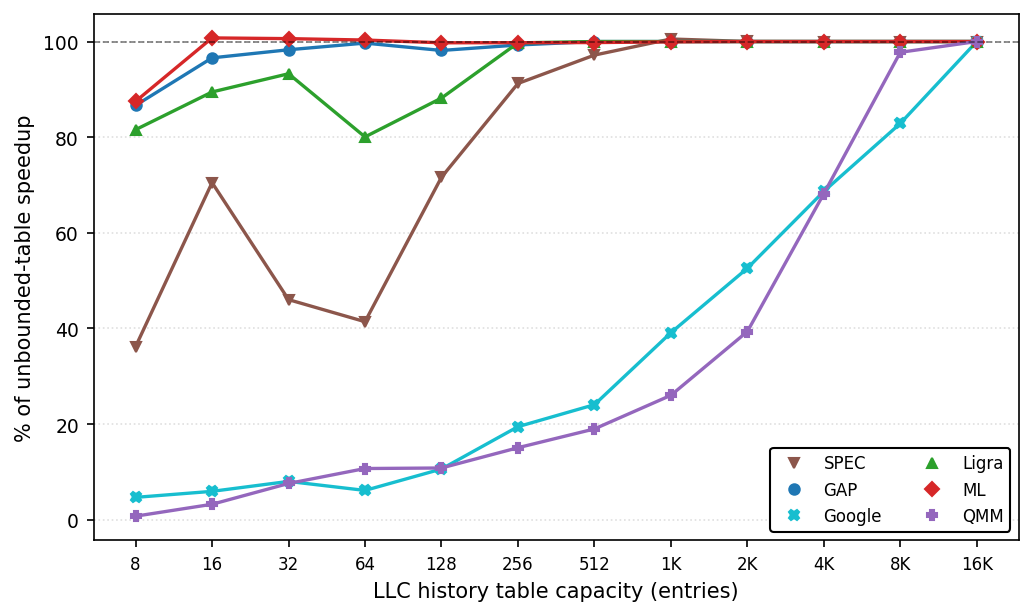 % of unbounded-table speedup
100
80
60
40
20
0
8 16 32 64 128 256 512 1K 2K 4K 8K 16K
LLC history table capacity (entries)
SPEC
GAP
Google
Ligra
ML
QMM